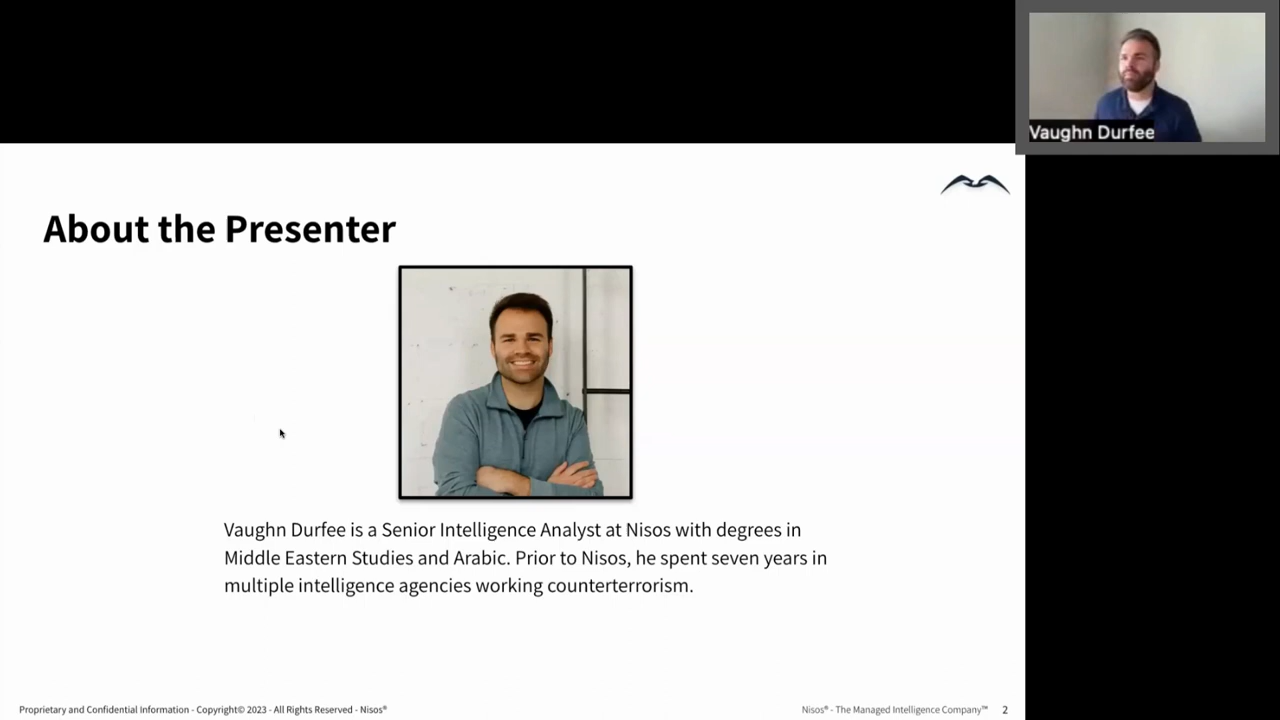 Vaughn Durfee
About the Presenter
Vaughn Durfee is a Senior Intelligence Analyst at Nisos with degrees in
Middle Eastern Studies and Arabic. Prior to Nisos, he spent seven years in
multiple intelligence agencies working counterterrorism.
Proprietary and Confidential Information - Copyright© 2023 - All Rights Reserved - Nisos®
Nisos® - The Managed Intelligence Company™ 2